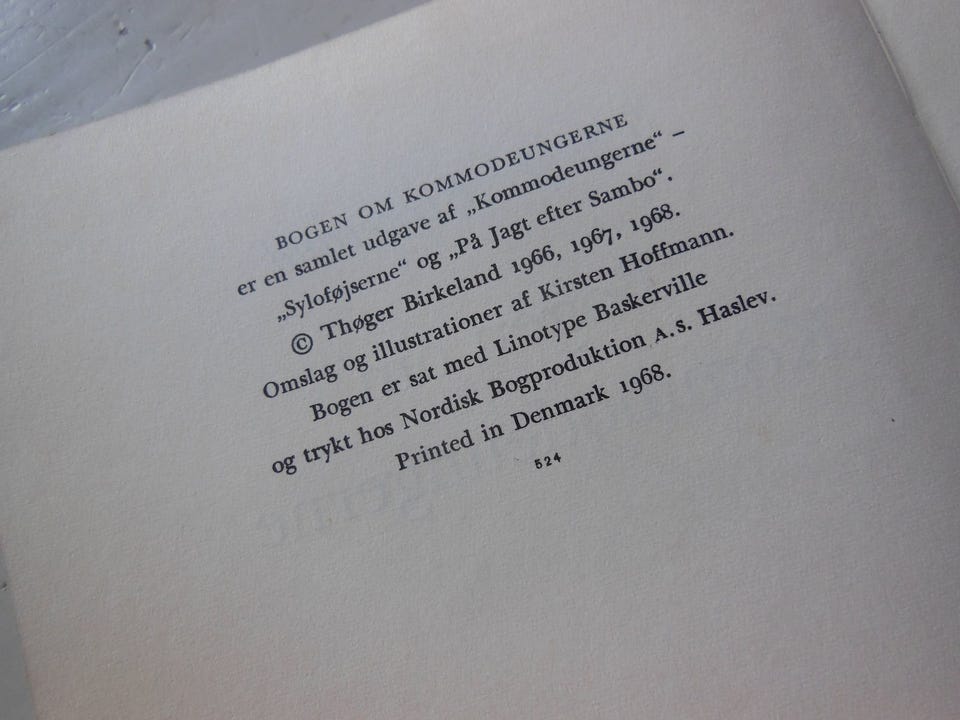 BOGEN OM KOMMODEUNGERNE
er en samlet udgave af „Kommodeungerne“ –
„Syloføjserne“ og „På Jagt efter Sambo“.
© Thøger Birkeland 1966, 1967, 1968.
Omslag og illustrationer af Kirsten Hoffmann.
Bogen er sat med Linotype Baskerville
og trykt hos Nordisk Bogproduktion A.s. Haslev.
Printed in Denmark 1968.
524